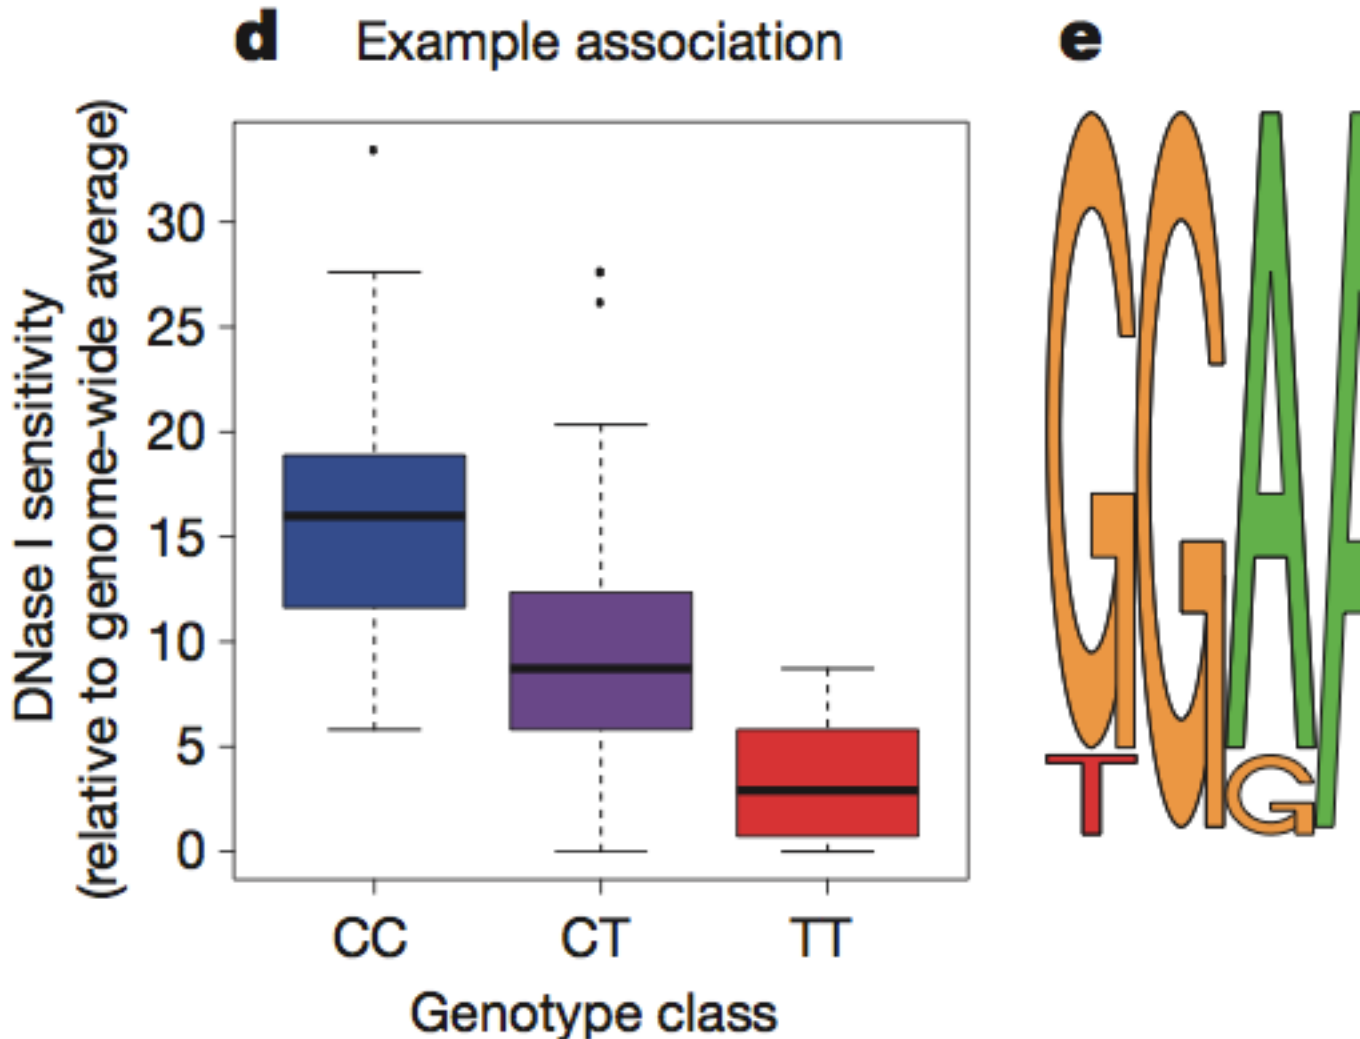 d Example association
e
DNase I sensitivity
(relative to genome-wide average)
30
25
20
15
10
5
0
CC CT TT
Genotype class
GGAA
T G